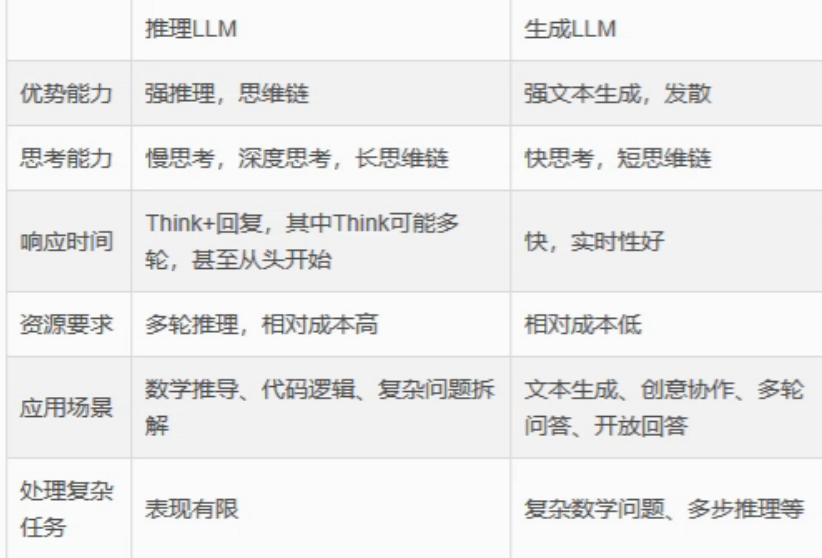 推理LLM 生成LLM
优势能力 强推理，思维链 强文本生成，发散
思考能力 慢思考，深度思考，长思维链 快思考，短思维链
响应时间 Think+回复，其中Think可能多
轮，甚至从头开始 快，实时性好
资源要求 多轮推理，相对成本高 相对成本低
应用场景 数学推导、代码逻辑、复杂问题拆
解 文本生成、创意协作、多轮
问答、开放回答
处理复杂
任务 表现有限 复杂数学问题、多步推理等